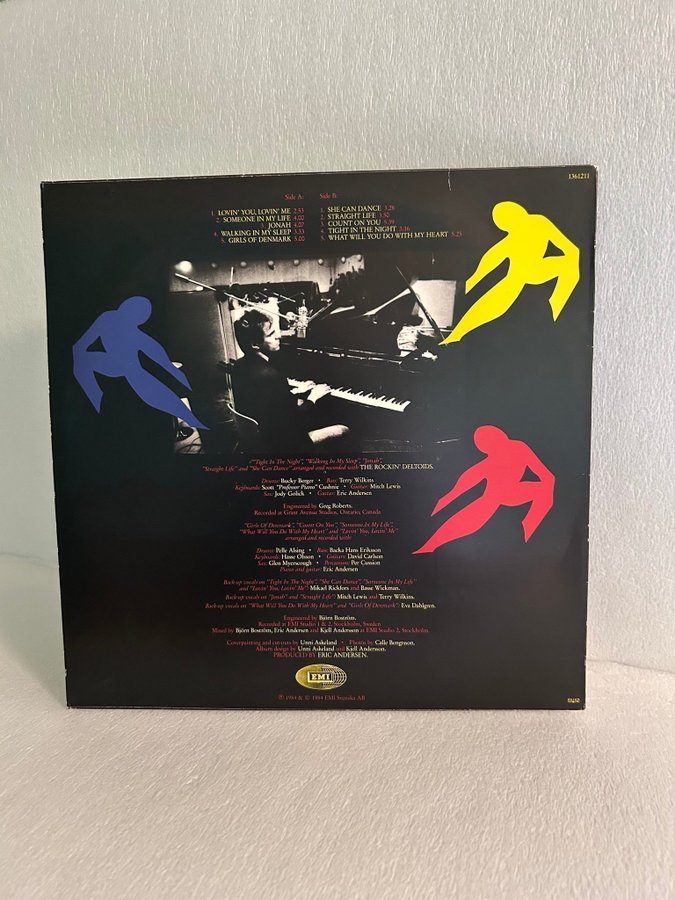 1361211
Side A:
1. LOVIN' YOU, LOVIN' ME 2:53
2. SOMEONE IN MY LIFE 4:00
3. JONAH 4:07
4. WALKING IN MY SLEEP 3:33
5. GIRLS OF DENMARK 5:00
Side B:
1. SHE CAN DANCE 3:28
2. STRAIGHT LIFE 3:50
3. COUNT ON YOU 5:39
4. TIGHT IN THE NIGHT 3:16
5. WHAT WILL YOU DO WITH MY HEART 5:25
"Tight In The Night", "Walking In My Sleep", "Jonah",
"Straight Life" and "She Can Dance" arranged and recorded with THE ROCKIN' DELTOIDS.
Drums: Bucky Berger • Bass: Terry Wilkins
Keyboards: Scott "Professor Piano" Cushnie • Guitar: Mitch Lewis
Sax: Jody Golick • Guitar: Eric Andersen
Engineered by Greg Roberts.
Recorded at Grant Avenue Studios, Ontario, Canada.
"Girls Of Denmark", "Count On You", "Someone In My Life",
"What Will You Do With My Heart" and "Lovin' You, Lovin' Me"
arranged and recorded with:
Drums: Pelle Alsing • Bass: Backa Hans Eriksson
Keyboards: Hasse Olsson • Guitars: David Carlson
Sax: Glen Myerscough • Percussion: Per Cussion
Piano and guitar: Eric Andersen
Back-up vocals on "Tight In The Night", "She Can Dance", "Someone In My Life"
and "Lovin' You, Lovin' Me": Mikael Rickfors and Basse Wickman.
Back-up vocals on "Jonah" and "Straight Life": Mitch Lewis and Terry Wilkins.
Back-up vocals on "What Will You Do With My Heart" and "Girls Of Denmark": Eva Dahlgren.
Engineered by Björn Boström.
Recorded at EMI Studio 1 & 2, Stockholm, Sweden.
Mixed by Björn Boström, Eric Andersen and Kjell Andersson at EMI Studio 2, Stockholm.
Coverpainting and cutouts by Unni Askeland • Photos by Calle Bengtsson.
Album design by Unni Askeland and Kjell Andersson.
PRODUCED BY ERIC ANDERSEN.
EMI
℗ 1983 & © 1984 EMI Svenska AB